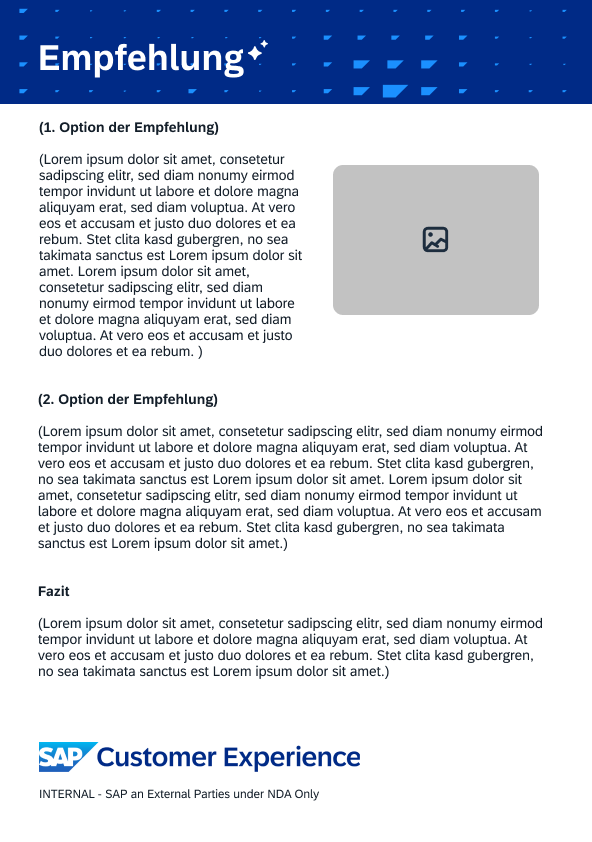 Empfehlung
(1. Option der Empfehlung)
(Lorem ipsum dolor sit amet, consetetur
sadipscing elitr, sed diam nonumy eirmod
tempor invidunt ut labore et dolore magna
aliquyam erat, sed diam voluptua. At vero
eos et accusam et justo duo dolores et ea
rebum. Stet clita kasd gubergren, no sea
takimata sanctus est Lorem ipsum dolor sit
amet. Lorem ipsum dolor sit amet,
consetetur sadipscing elitr, sed diam
nonumy eirmod tempor invidunt ut labore
et dolore magna aliquyam erat, sed diam
voluptua. At vero eos et accusam et justo
duo dolores et ea rebum. )
(2. Option der Empfehlung)
(Lorem ipsum dolor sit amet, consetetur sadipscing elitr, sed diam nonumy eirmod
tempor invidunt ut labore et dolore magna aliquyam erat, sed diam voluptua. At
vero eos et accusam et justo duo dolores et ea rebum. Stet clita kasd gubergren,
no sea takimata sanctus est Lorem ipsum dolor sit amet. Lorem ipsum dolor sit
amet, consetetur sadipscing elitr, sed diam nonumy eirmod tempor invidunt ut
labore et dolore magna aliquyam erat, sed diam voluptua. At vero eos et accusam
et justo duo dolores et ea rebum. Stet clita kasd gubergren, no sea takimata
sanctus est Lorem ipsum dolor sit amet.)
Fazit
(Lorem ipsum dolor sit amet, consetetur sadipscing elitr, sed diam nonumy eirmod
tempor invidunt ut labore et dolore magna aliquyam erat, sed diam voluptua. At
vero eos et accusam et justo duo dolores et ea rebum. Stet clita kasd gubergren,
no sea takimata sanctus est Lorem ipsum dolor sit amet.)
SAP Customer Experience
INTERNAL - SAP an External Parties under NDA Only